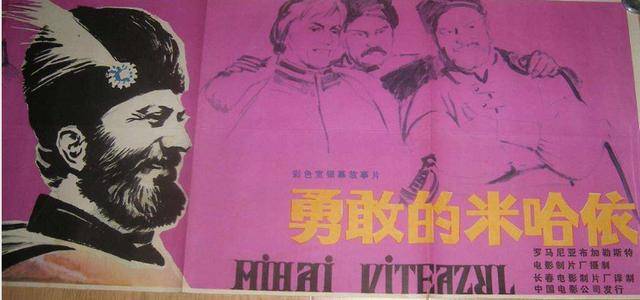 彩色宽银幕故事片
勇敢的米哈依
MIHAI VITEAZUL
罗马尼亚布加勒斯特
电影制片厂摄制
长春电影制片厂译制
中国电影公司发行